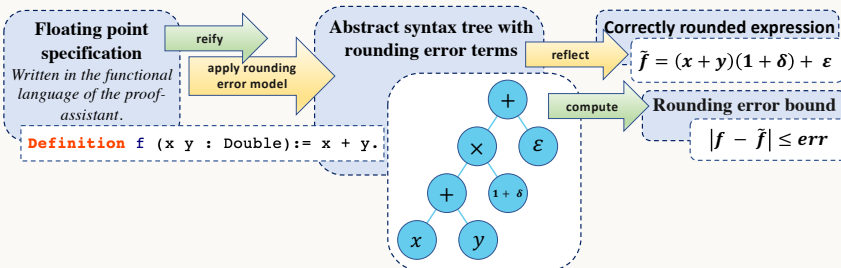 Floating point
specification
Written in the functional
language of the proof-
assistant.
Definition f (x y : Double):= x + y.
reify
apply rounding
error model
Abstract syntax tree with
rounding error terms
+
× ε
+ 1 + δ
x y
reflect
compute
Correctly rounded expression
f̃ = (x + y)(1 + δ) + ε
Rounding error bound
|f − f̃| ≤ err